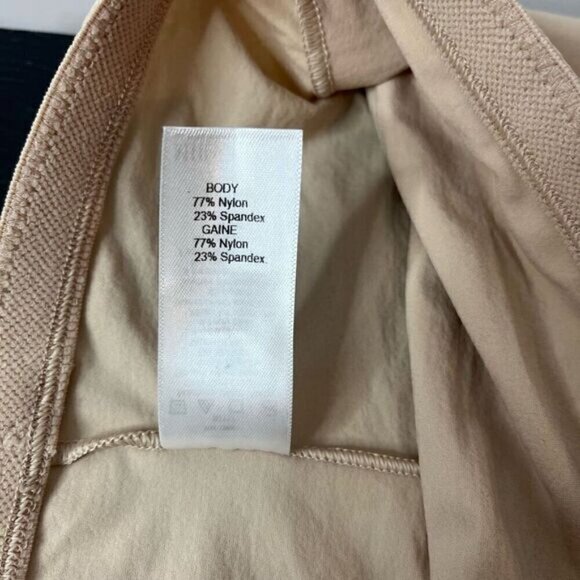 BODY
77% Nylon
23% Spandex
GAINE
77% Nylon
23% Spandex